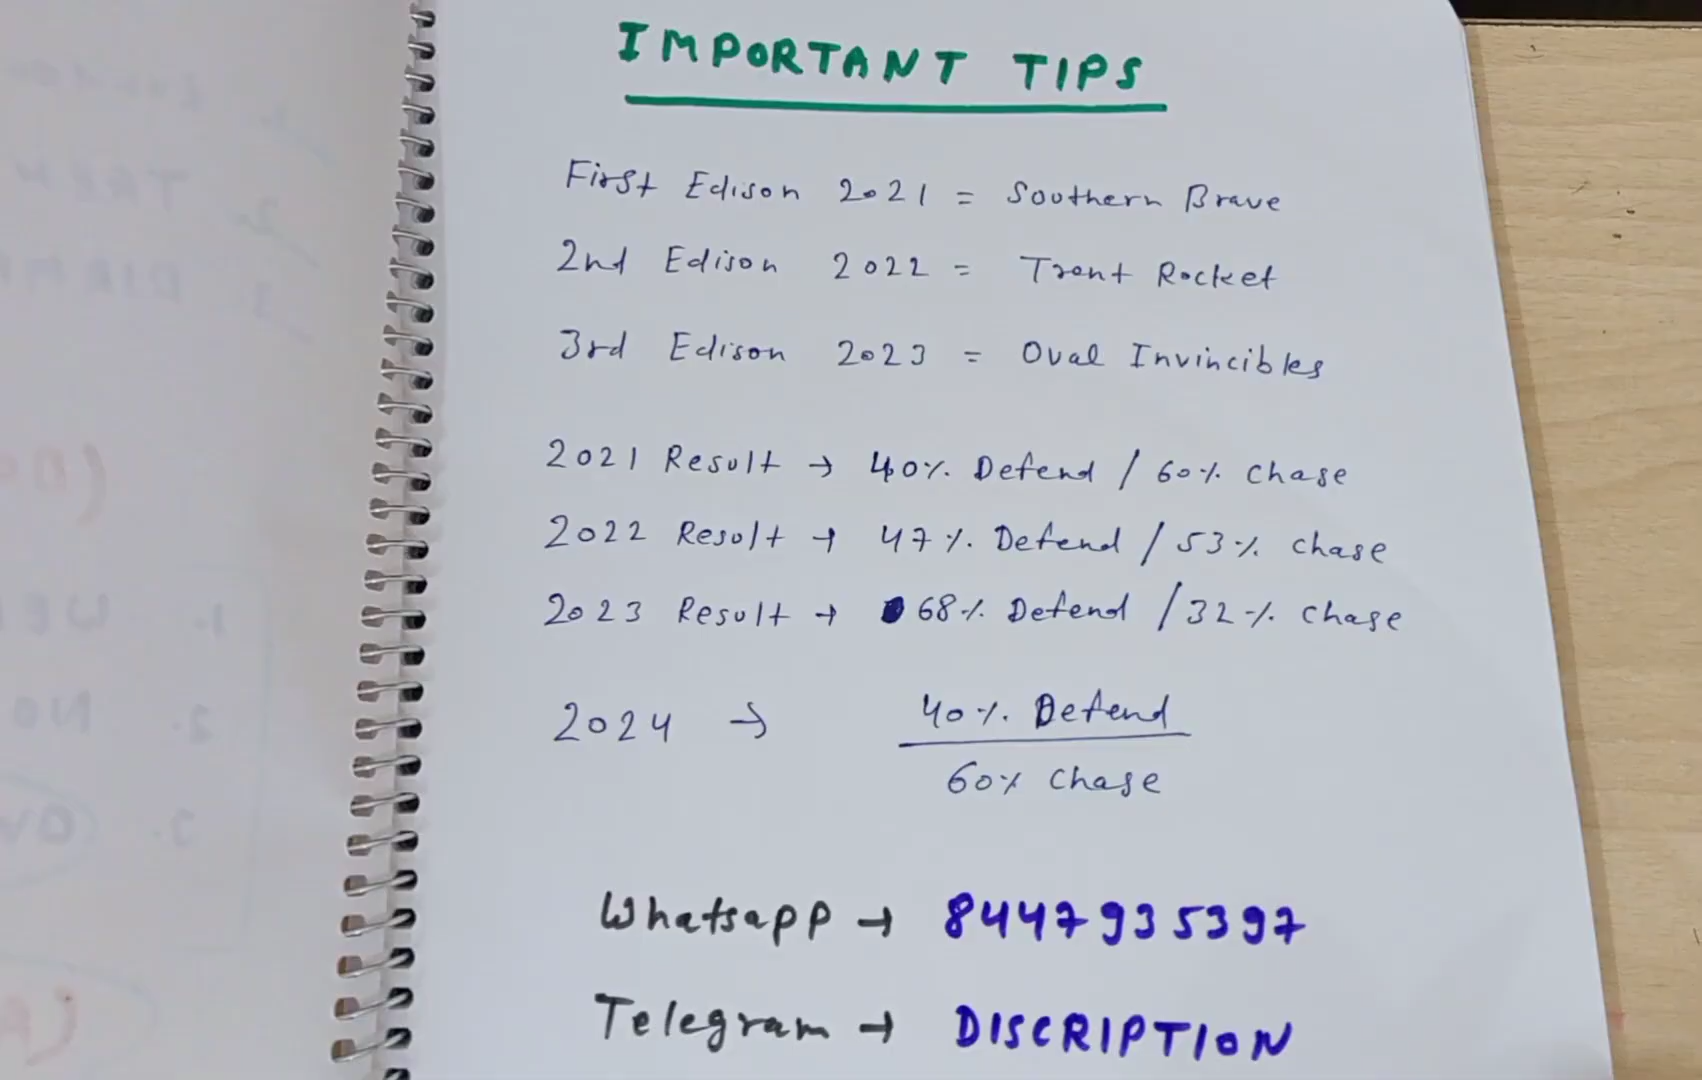 IMPORTANT TIPS
First Edison 2021 = Southern Brave
2nd Edison 2022 = Trent Rocket
3rd Edison 2023 = Oval Invincibles
2021 Result → 40% Defend / 60% Chase
2022 Result → 47% Defend / 53% Chase
2023 Result → 68% Defend / 32% Chase
2024 → 40% Defend
60% Chase
Whatsapp → 8447935397
Telegram → DISCRIPTION